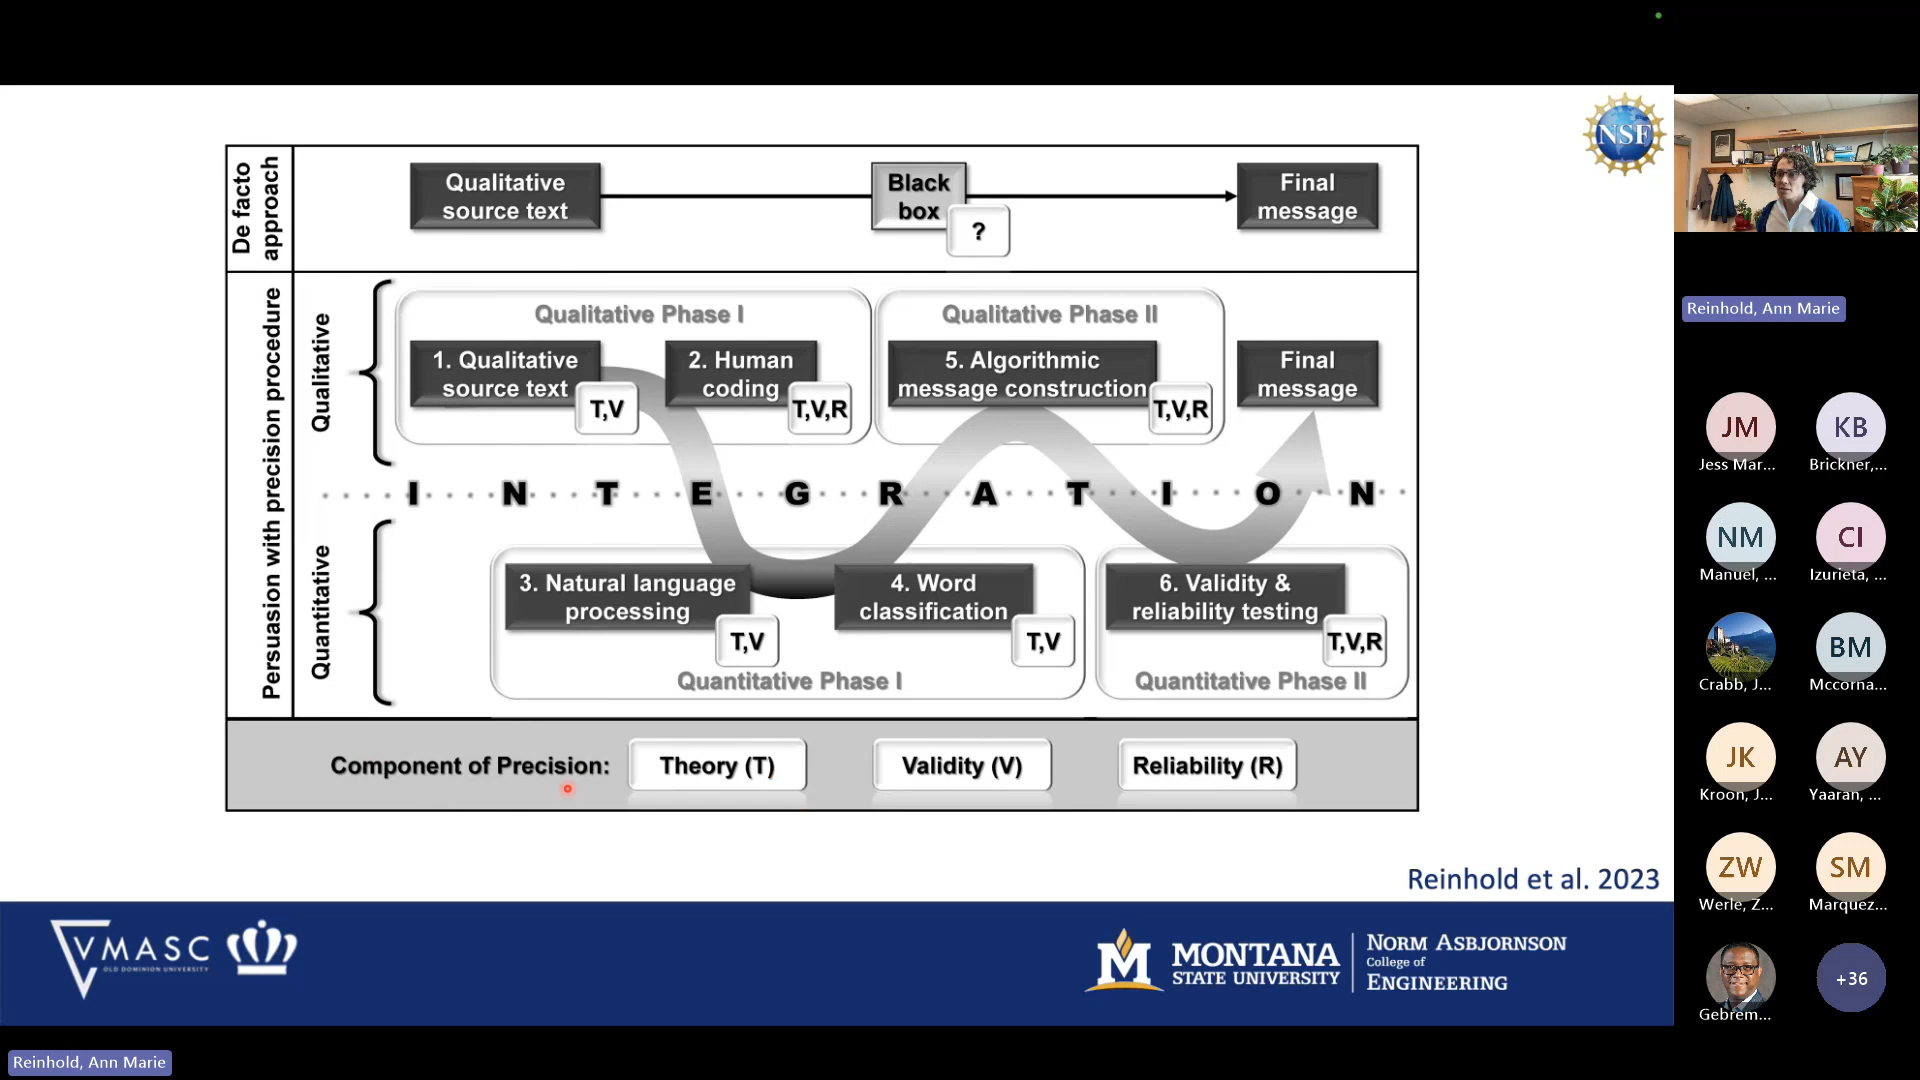 NSF
De facto
approach
Qualitative
source text
Black
box
?
Final
message
Persuasion with precision procedure
Qualitative
Qualitative Phase I
1. Qualitative
source text
T,V
2. Human
coding
T,V,R
Qualitative Phase II
5. Algorithmic
message construction
T,V,R
Final
message
I N T E G R A T I O N
Quantitative
3. Natural language
processing
T,V
4. Word
classification
T,V
Quantitative Phase I
6. Validity &
reliability testing
T,V,R
Quantitative Phase II
Component of Precision:
Theory (T)
Validity (V)
Reliability (R)
Reinhold et al. 2023
VMASC
OLD DOMINION UNIVERSITY
M
MONTANA
STATE UNIVERSITY
NORM ASBJORNSON
College of
ENGINEERING
Reinhold, Ann Marie
Reinhold, Ann Marie
JM
Jess Mar...
KB
Brickner,...
NM
Manuel, ...
CI
Izurieta, ...
Crabb, J...
BM
Mccorna...
JK
Kroon, J...
AY
Yaaran, ...
ZW
Werle, Z...
SM
Marquez...
Gebrem...
+36